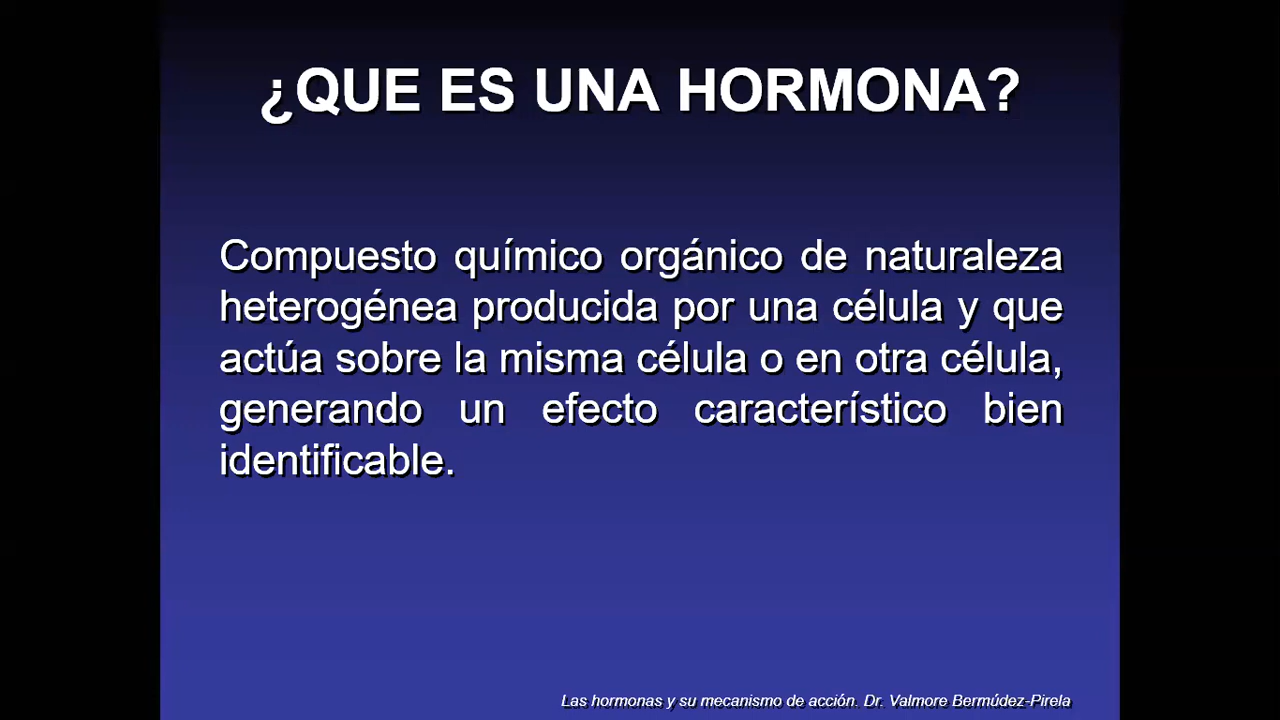 ¿QUE ES UNA HORMONA?
Compuesto químico orgánico de naturaleza
heterogénea producida por una célula y que
actúa sobre la misma célula o en otra célula,
generando un efecto característico bien
identificable.
Las hormonas y su mecanismo de acción. Dr. Valmore Bermúdez-Pirela